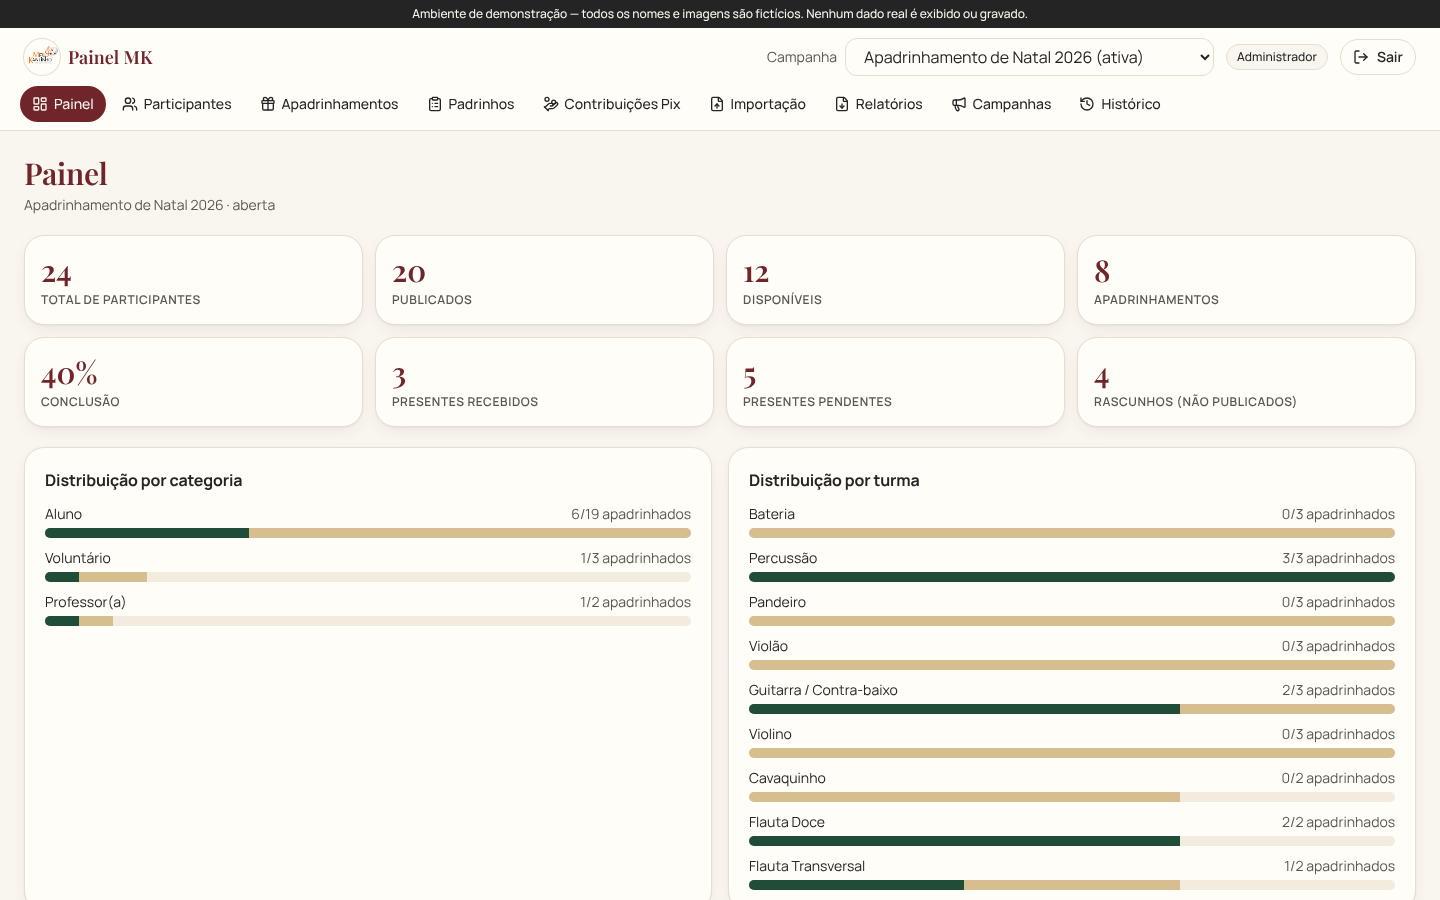 Ambiente de demonstração — todos os nomes e imagens são fictícios. Nenhum dado real é exibido ou gravado.
Painel MK
Campanha
Apadrinhamento de Natal 2026 (ativa)
Administrador
Sair
Painel
Participantes
Apadrinhamentos
Padrinhos
Contribuições Pix
Importação
Relatórios
Campanhas
Histórico
Painel
Apadrinhamento de Natal 2026 · aberta
24
TOTAL DE PARTICIPANTES
20
PUBLICADOS
12
DISPONÍVEIS
8
APADRINHAMENTOS
40%
CONCLUSÃO
3
PRESENTES RECEBIDOS
5
PRESENTES PENDENTES
4
RASCUNHOS (NÃO PUBLICADOS)
Distribuição por categoria
Aluno 6/19 apadrinhados
Voluntário 1/3 apadrinhados
Professor(a) 1/2 apadrinhados
Distribuição por turma
Bateria 0/3 apadrinhados
Percussão 3/3 apadrinhados
Pandeiro 0/3 apadrinhados
Violão 0/3 apadrinhados
Guitarra / Contra-baixo 2/3 apadrinhados
Violino 0/3 apadrinhados
Cavaquinho 0/2 apadrinhados
Flauta Doce 2/2 apadrinhados
Flauta Transversal 1/2 apadrinhados